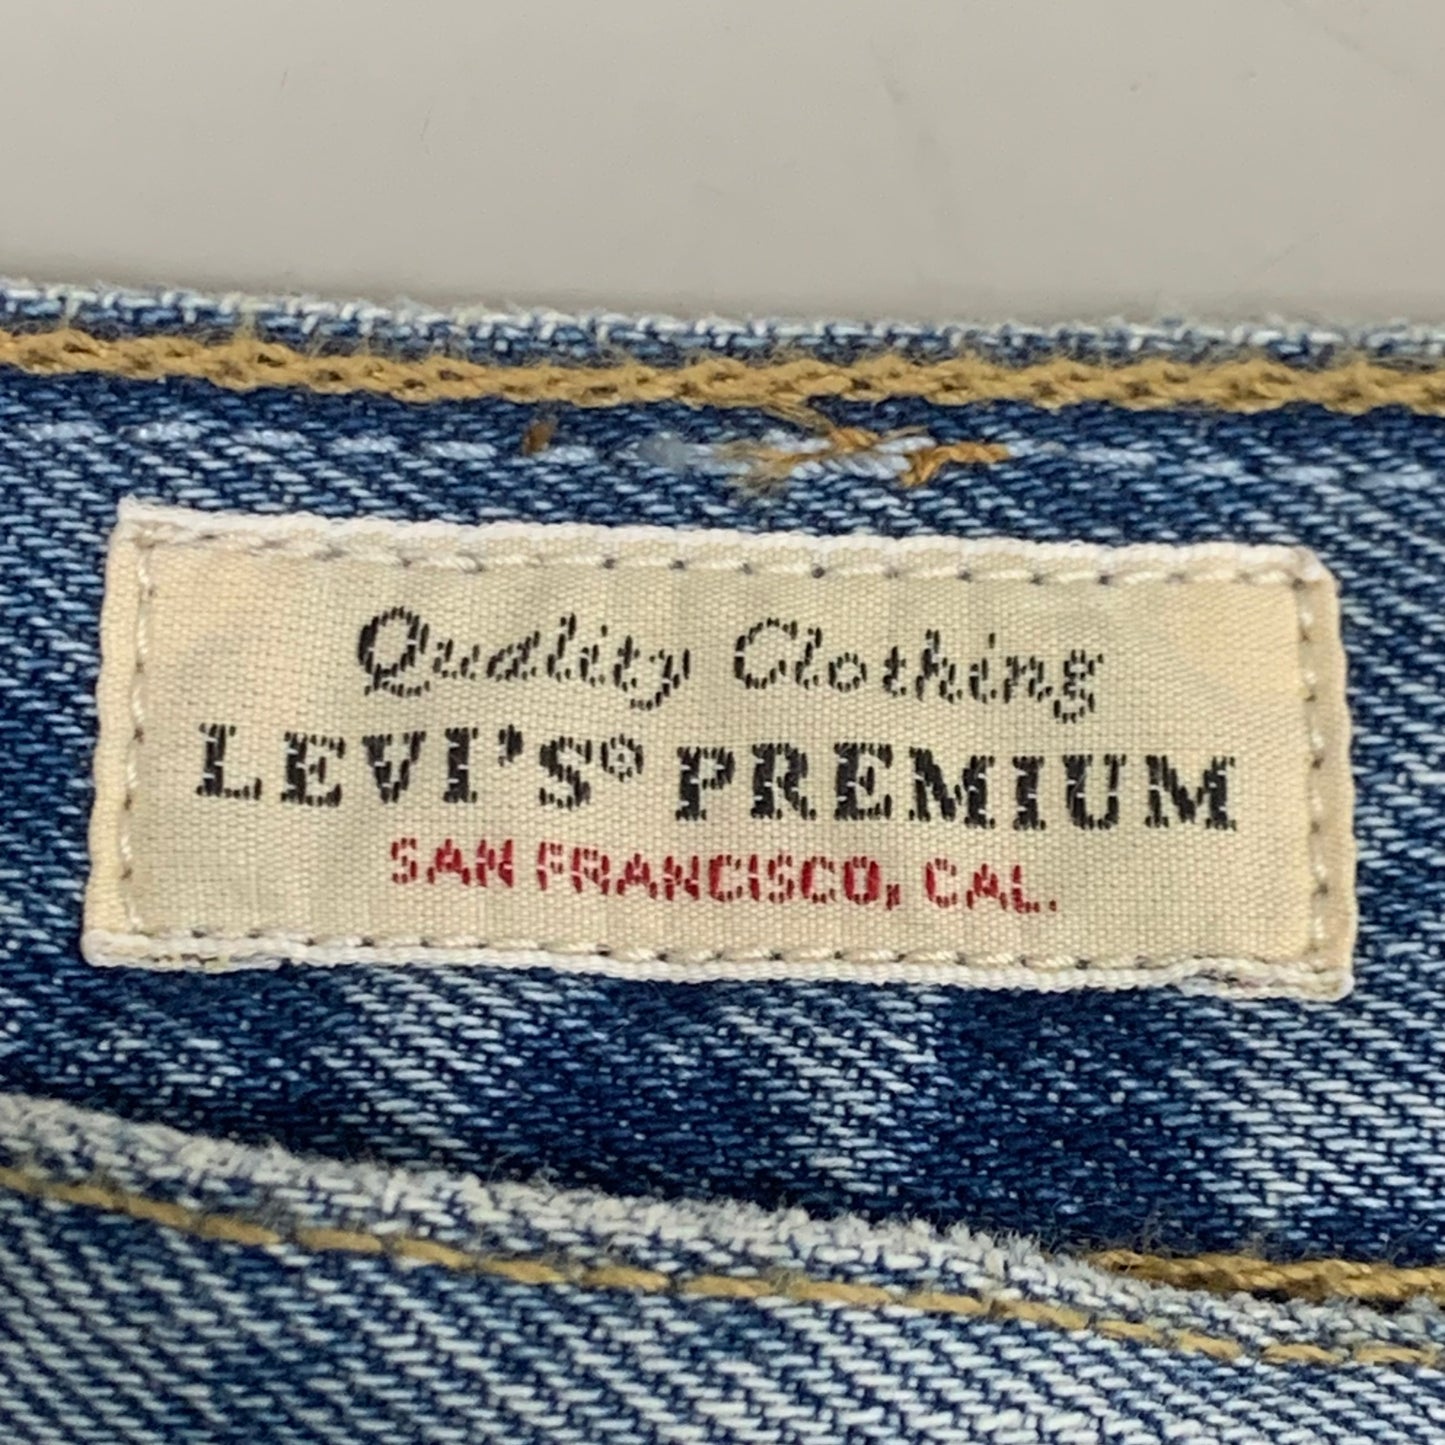 Quality Clothing
LEVI'S® PREMIUM
SAN FRANCISCO, CAL.